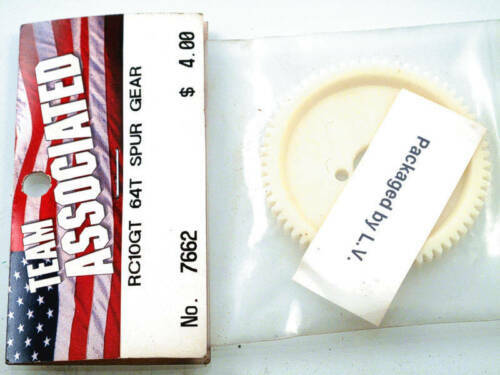 TEAM
ASSOCIATED
RC10GT 64T SPUR GEAR
$ 4.00
No. 7662
Packaged by L.V.